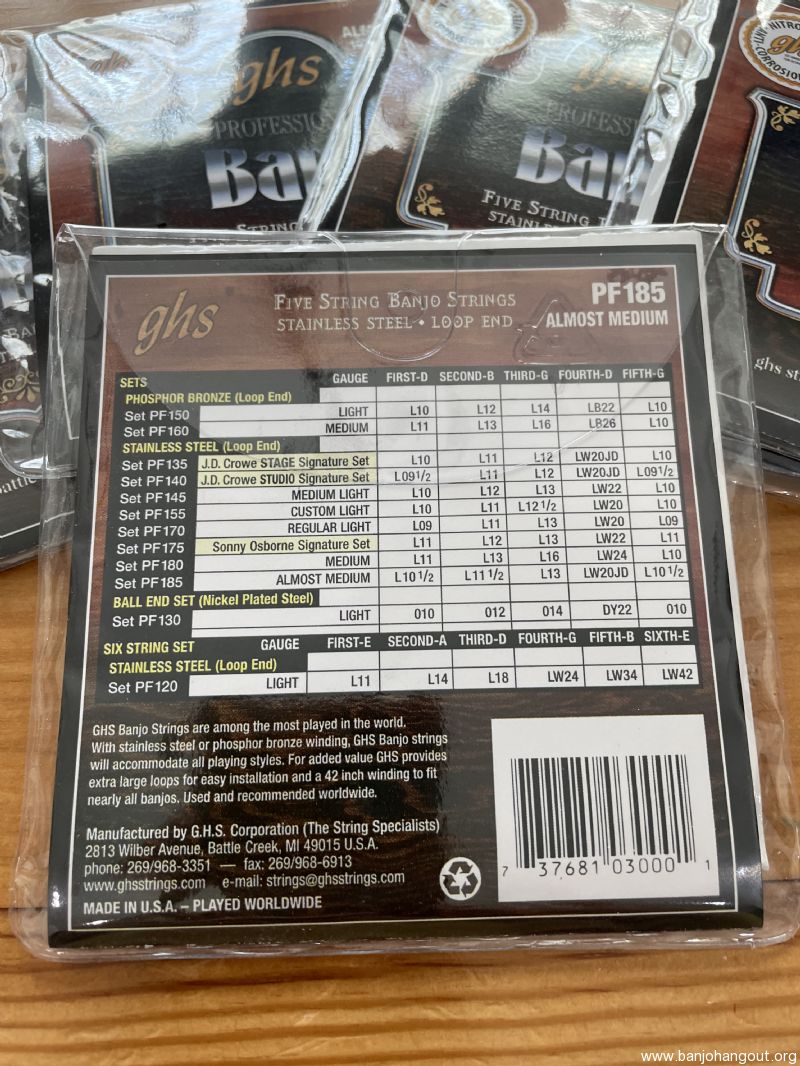 ghs
PROFESSIO
Ban
ghs
PROFESS
Ban
FIVE STRING
STAINL
NITRO
ANTI-CORROSION
ghs
ghs st
ghs
FIVE STRING BANJO STRINGS
STAINLESS STEEL • LOOP END
PF185
ALMOST MEDIUM
SETS GAUGE FIRST-D SECOND-B THIRD-G FOURTH-D FIFTH-G
PHOSPHOR BRONZE (Loop End)
Set PF150 LIGHT L10 L12 L14 LB22 L10
Set PF160 MEDIUM L11 L13 L16 LB26 L10
STAINLESS STEEL (Loop End)
Set PF135 J.D. Crowe STAGE Signature Set L10 L11 L12 LW20JD L10
Set PF140 J.D. Crowe STUDIO Signature Set L09 1/2 L11 L12 LW20JD L09 1/2
Set PF145 MEDIUM LIGHT L10 L12 L13 LW22 L10
Set PF155 CUSTOM LIGHT L10 L11 L12 1/2 LW20 L10
Set PF170 REGULAR LIGHT L09 L11 L13 LW20 L09
Set PF175 Sonny Osborne Signature Set L11 L12 L13 LW22 L11
Set PF180 MEDIUM L11 L13 L16 LW24 L10
Set PF185 ALMOST MEDIUM L10 1/2 L11 1/2 L13 LW20JD L10 1/2
BALL END SET (Nickel Plated Steel)
Set PF130 LIGHT 010 012 014 DY22 010
SIX STRING SET GAUGE FIRST-E SECOND-A THIRD-D FOURTH-G FIFTH-B SIXTH-E
STAINLESS STEEL (Loop End)
Set PF120 LIGHT L11 L14 L18 LW24 LW34 LW42
GHS Banjo Strings are among the most played in the world.
With stainless steel or phosphor bronze winding, GHS Banjo strings
will accommodate all playing styles. For added value GHS provides
extra large loops for easy installation and a 42 inch winding to fit
nearly all banjos. Used and recommended worldwide.
Manufactured by G.H.S. Corporation (The String Specialists)
2813 Wilber Avenue, Battle Creek, MI 49015 U.S.A.
phone: 269/968-3351 — fax: 269/968-6913
www.ghsstrings.com e-mail: strings@ghsstrings.com
MADE IN U.S.A. – PLAYED WORLDWIDE
7 37681 03000 1
www.banjohangout.org